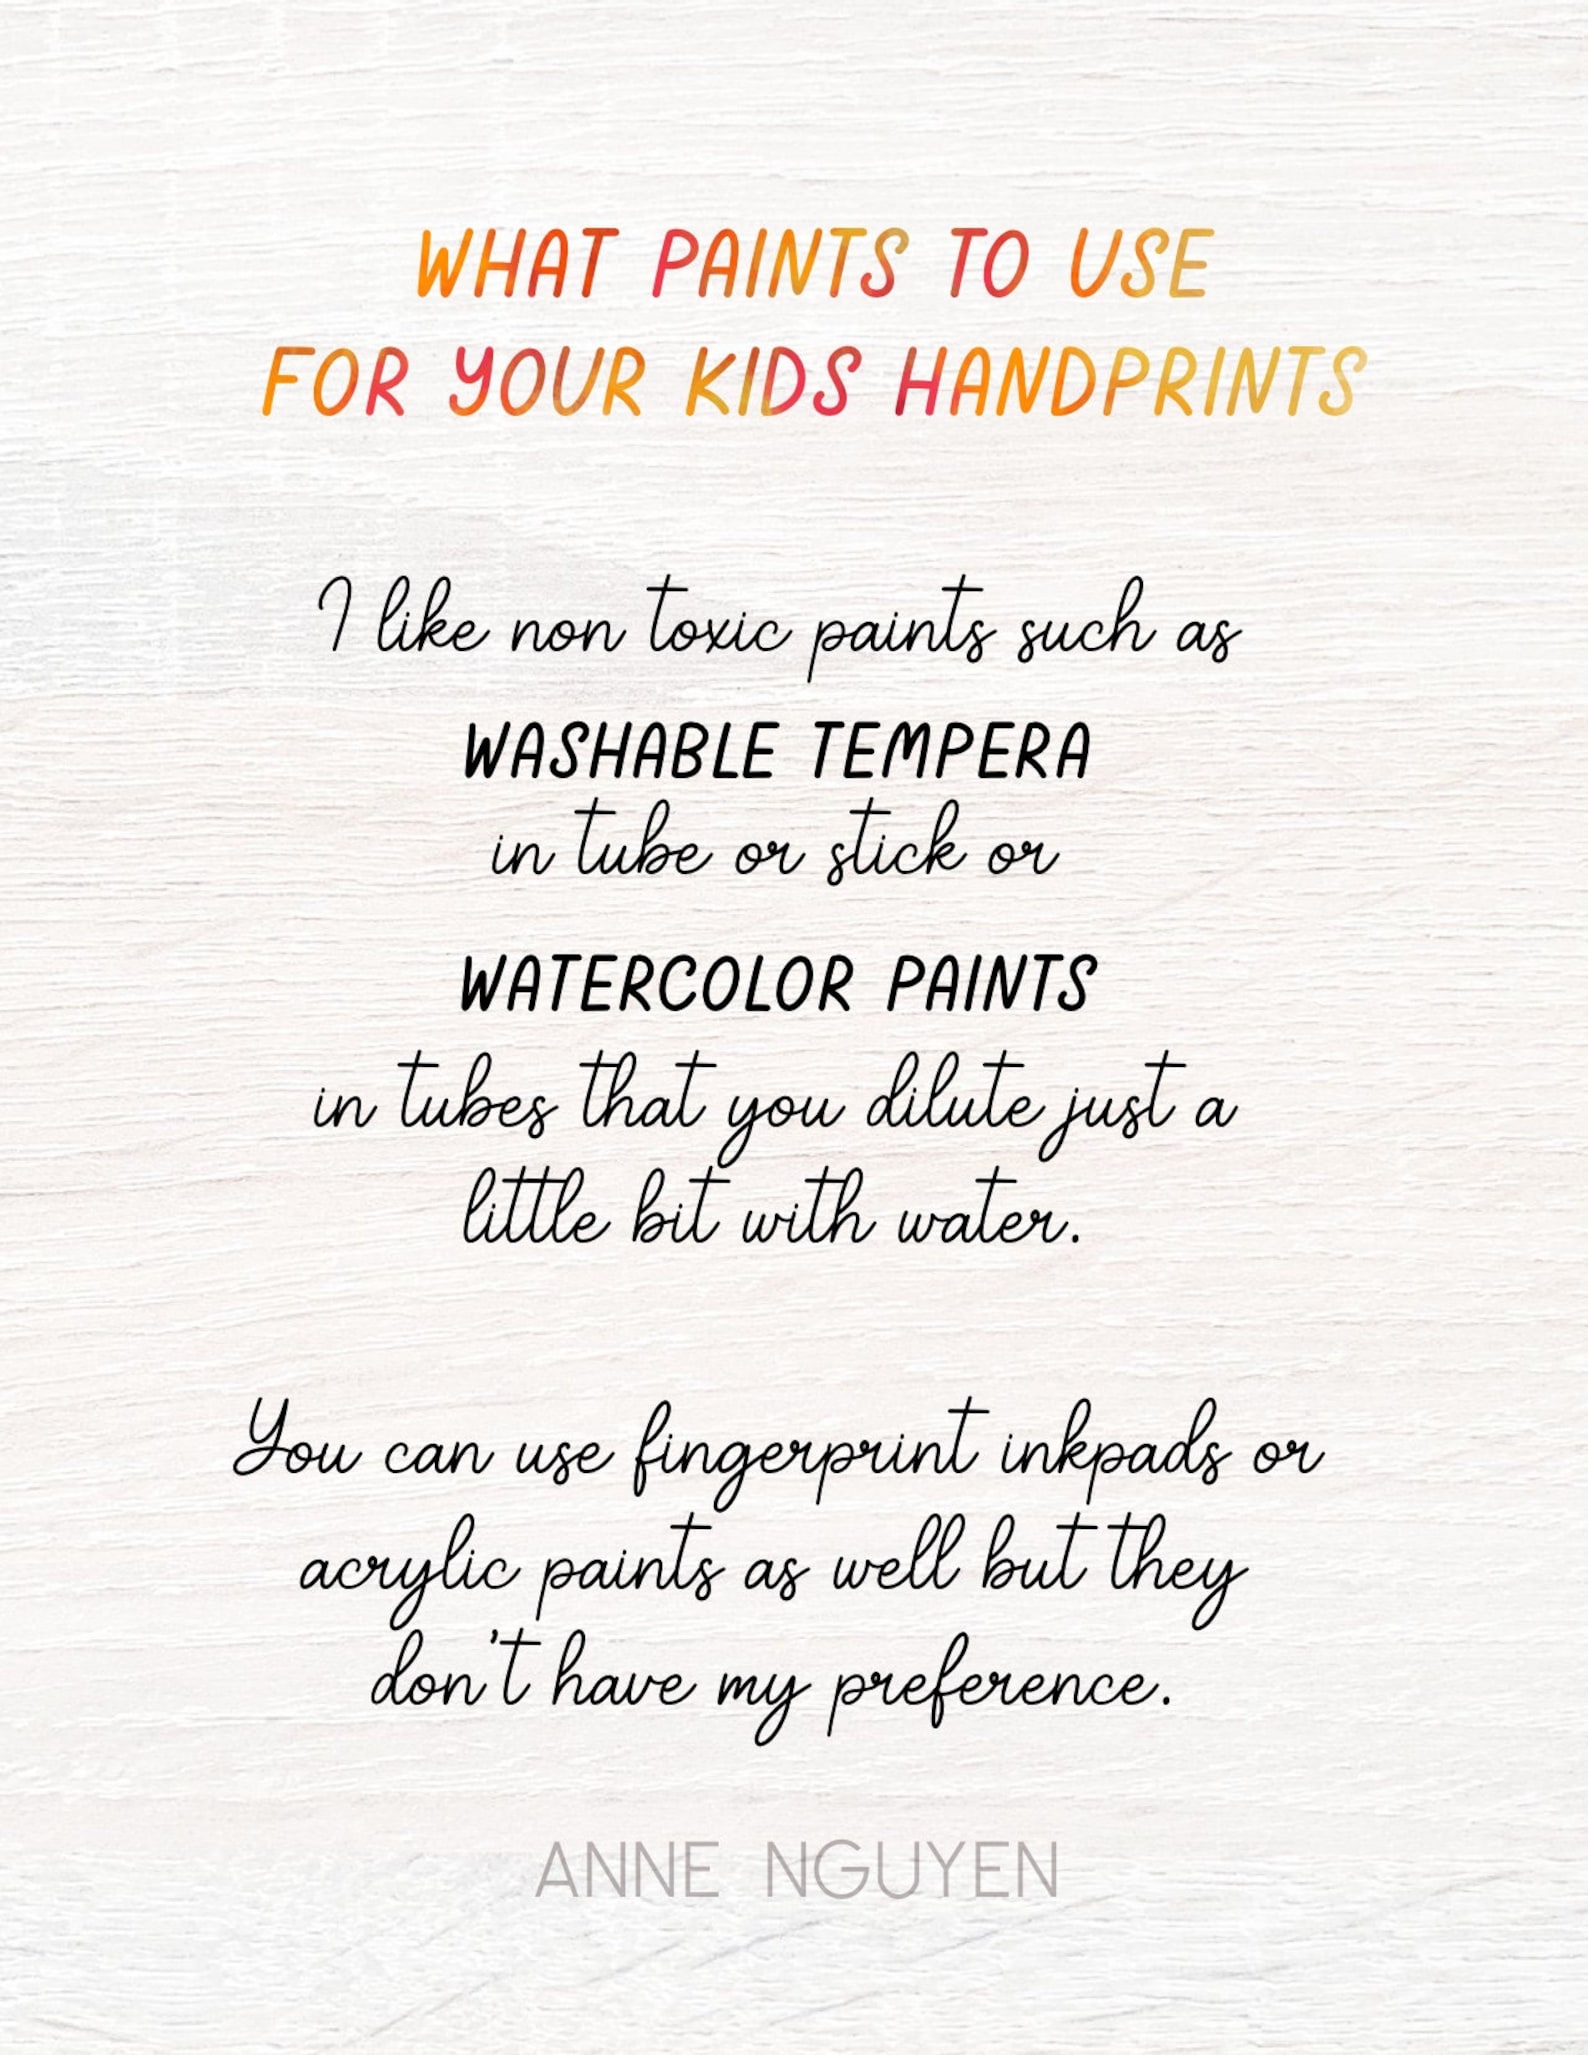 WHAT PAINTS TO USE
FOR YOUR KIDS HANDPRINTS
I like non toxic paints such as
WASHABLE TEMPERA
in tube or stick or
WATERCOLOR PAINTS
in tubes that you dilute just a
little bit with water.
You can use fingerprint inkpads or
acrylic paints as well but they
don't have my preference.
ANNE NGUYEN